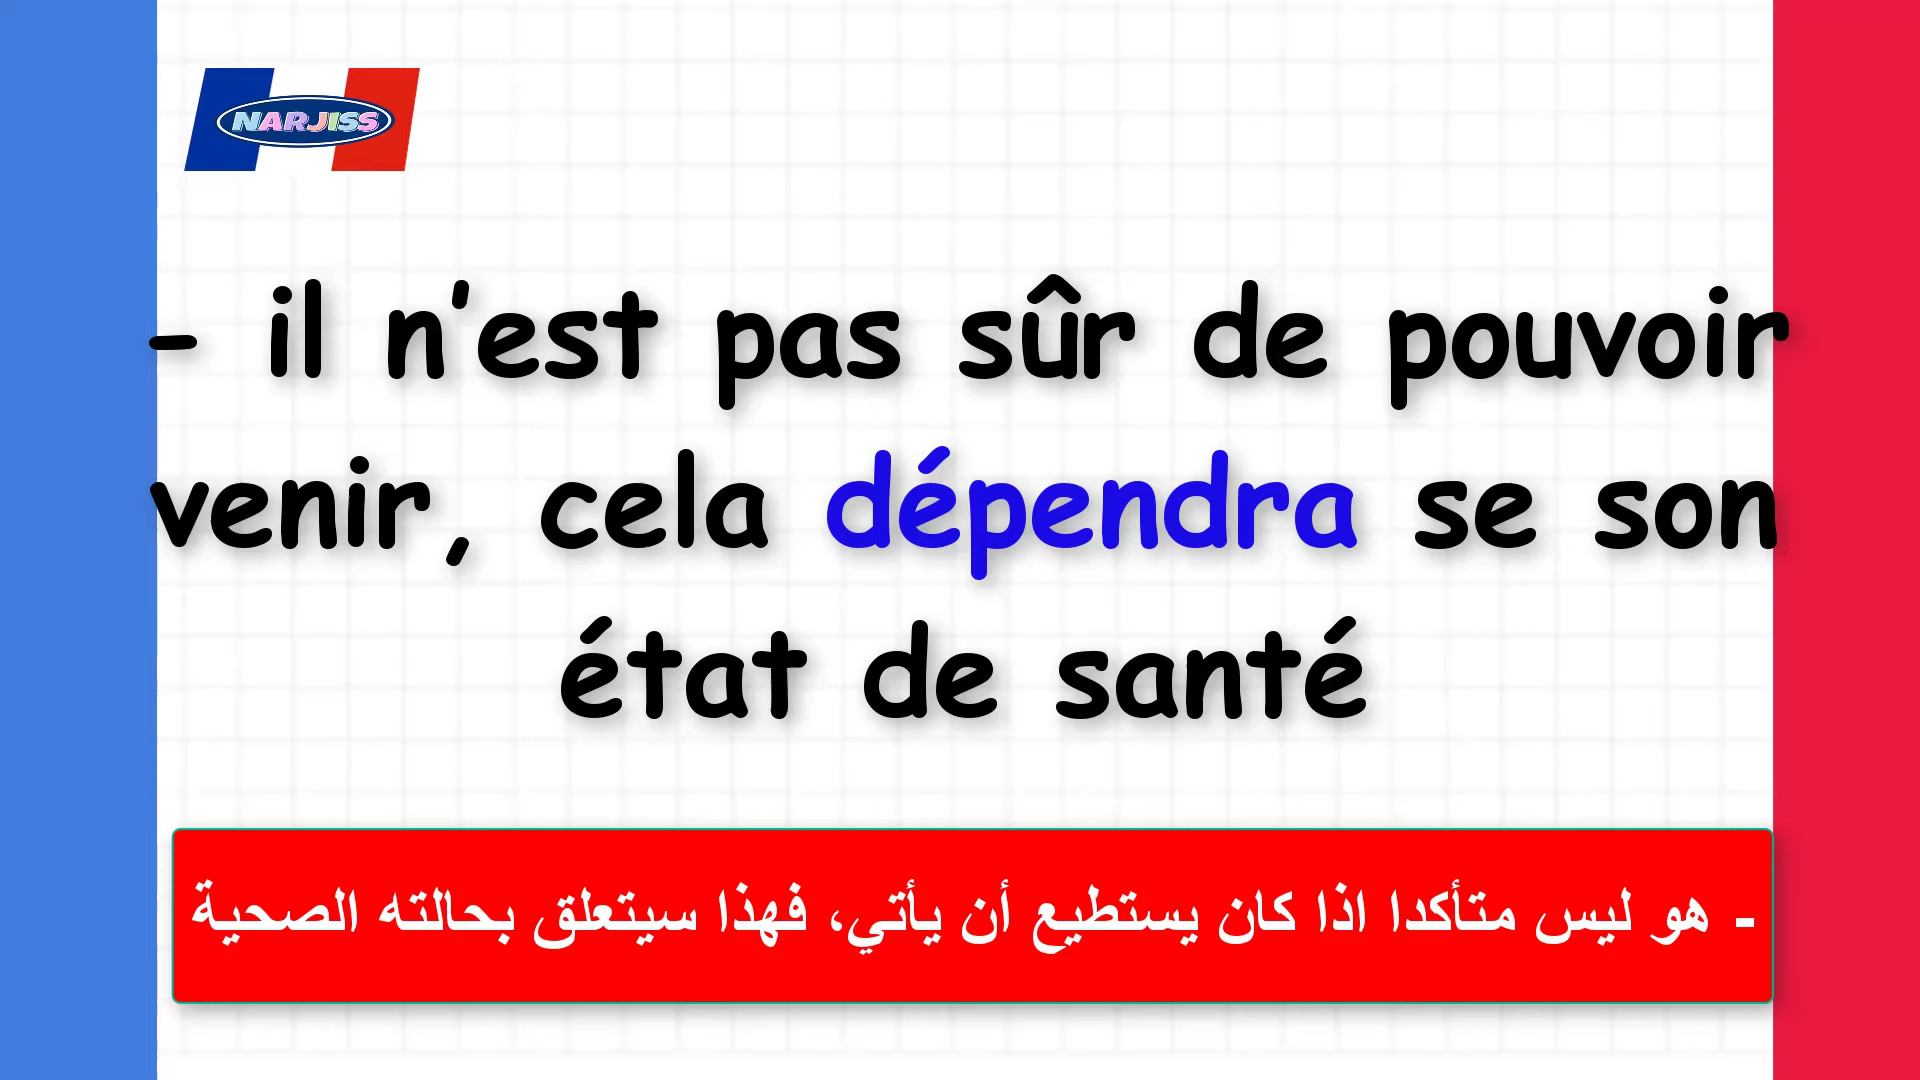 NARJISS
- il n’est pas sûr de pouvoir
venir, cela dépendra se son
état de santé
- هو ليس متأكدا اذا كان يستطيع أن يأتي، فهذا سيتعلق بحالته الصحية